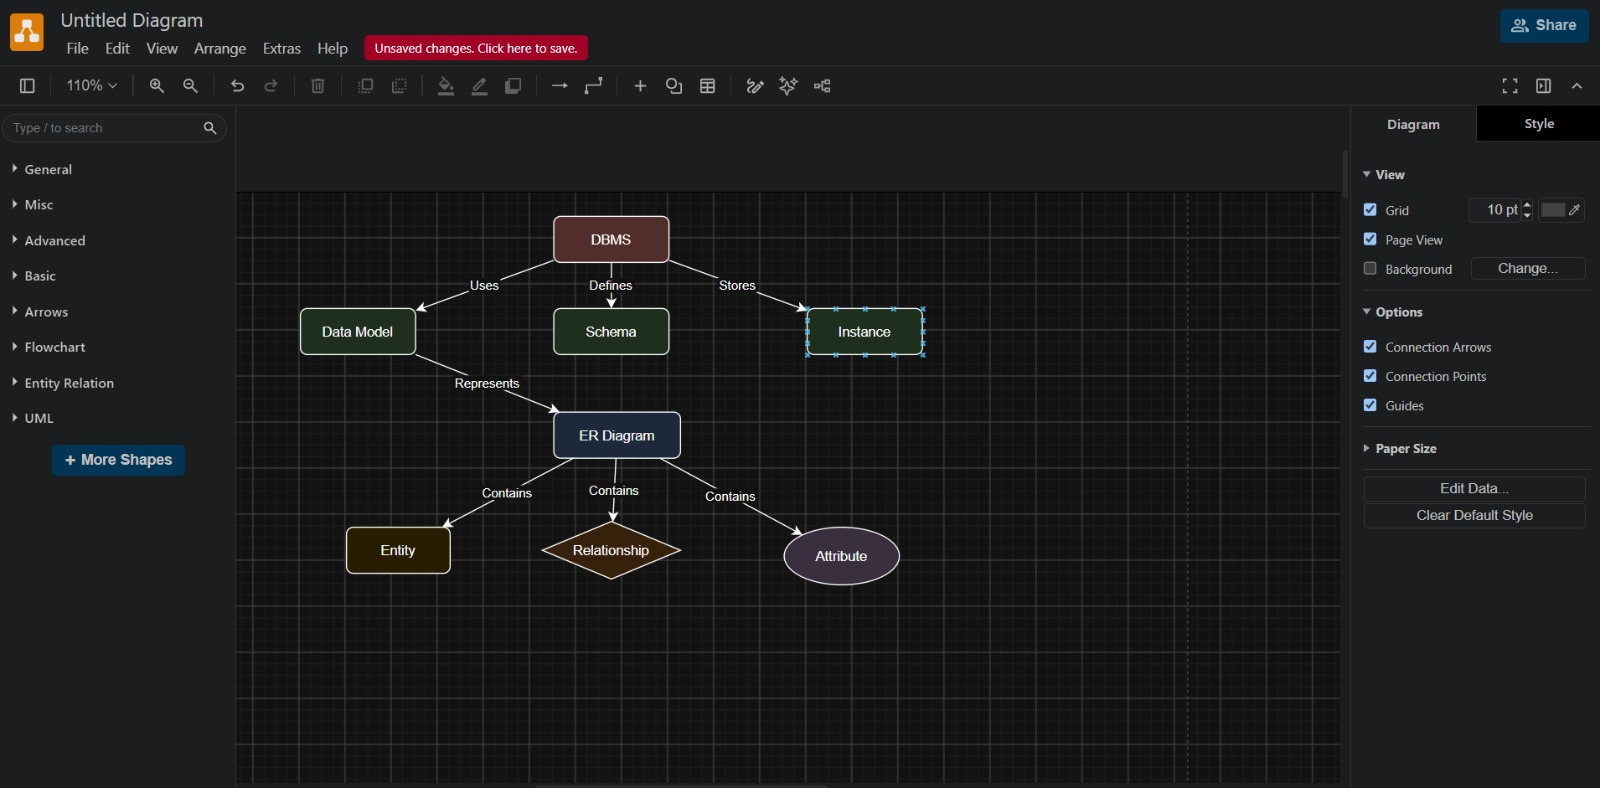 Untitled Diagram
File Edit View Arrange Extras Help Unsaved changes. Click here to save.
Share
110%
Type / to search
General
Misc
Advanced
Basic
Arrows
Flowchart
Entity Relation
UML
+ More Shapes
DBMS
Uses Defines Stores
Data Model Schema Instance
Represents
ER Diagram
Contains Contains Contains
Entity Relationship Attribute
Diagram Style
View
Grid 10 pt
Page View
Background Change...
Options
Connection Arrows
Connection Points
Guides
Paper Size
Edit Data...
Clear Default Style